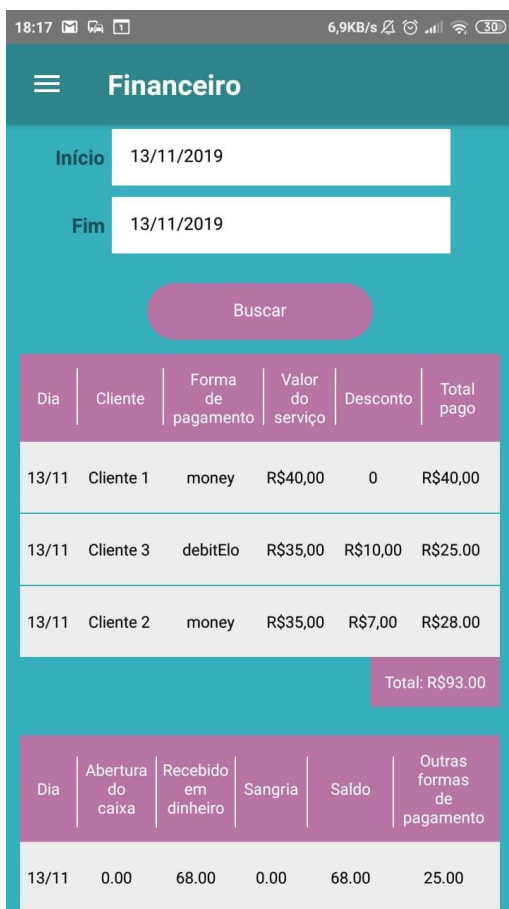 18:17 1 6,9KB/s 30
Financeiro
Início 13/11/2019
Fim 13/11/2019
Buscar
Dia Cliente Forma de pagamento Valor do serviço Desconto Total pago
13/11 Cliente 1 money R$40,00 0 R$40,00
13/11 Cliente 3 debitElo R$35,00 R$10,00 R$25.00
13/11 Cliente 2 money R$35,00 R$7,00 R$28.00
Total: R$93.00
Dia Abertura do caixa Recebido em dinheiro Sangria Saldo Outras formas de pagamento
13/11 0.00 68.00 0.00 68.00 25.00